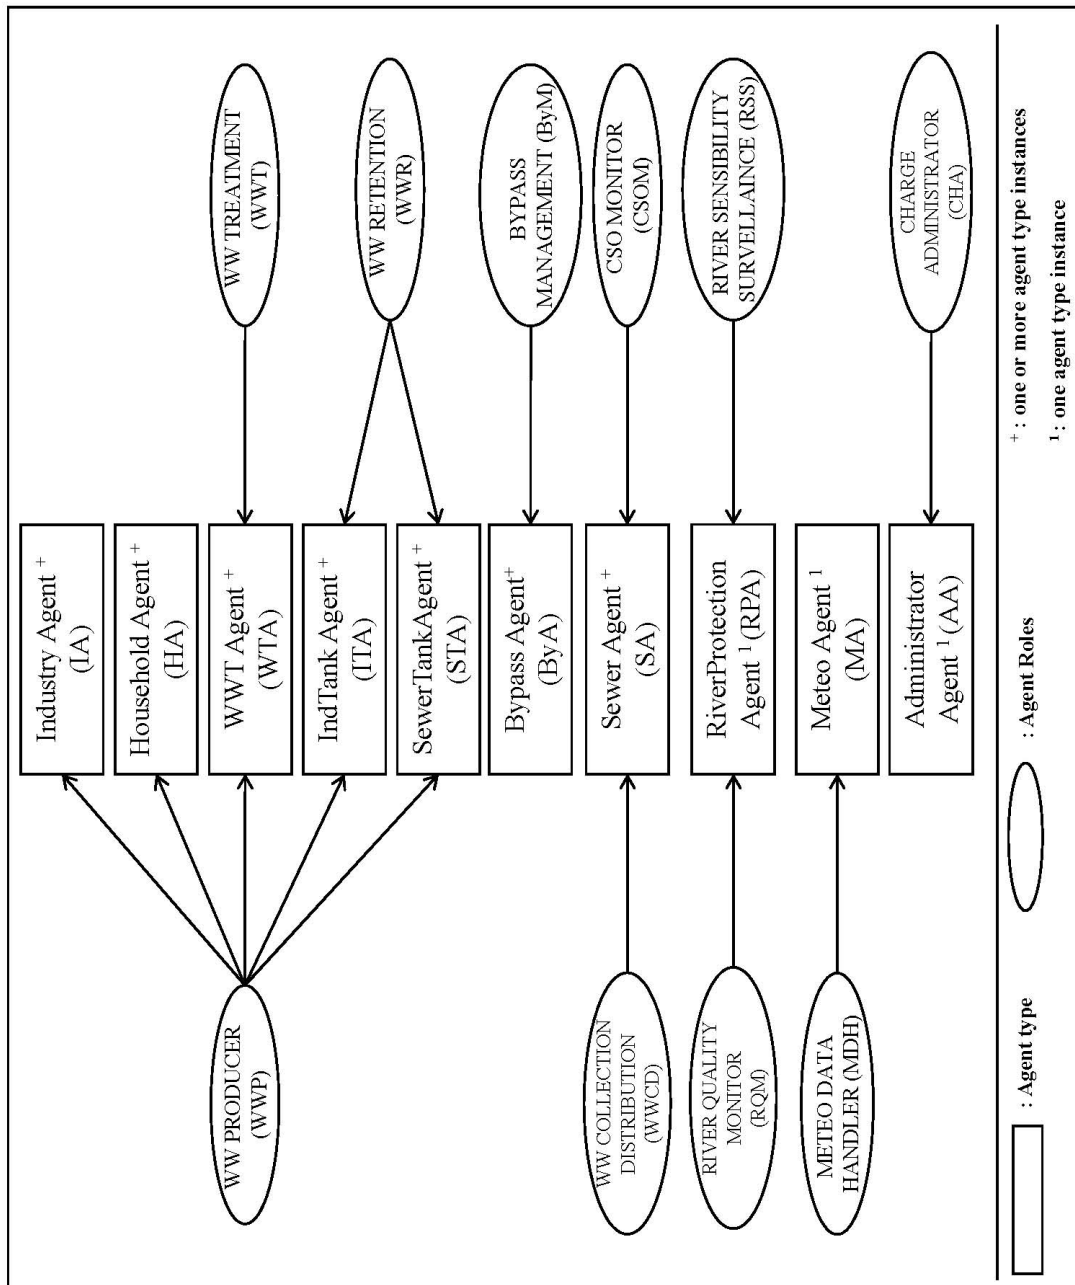 WW PRODUCER
(WWP)
WW COLLECTION
DISTRIBUTION
(WWCD)
RIVER QUALITY
MONITOR
(RQM)
METEO DATA
HANDLER (MDH)
Industry Agent +
(IA)
Household Agent +
(HA)
WWT Agent +
(WTA)
IndTankAgent +
(ITA)
SewerTankAgent +
(STA)
Bypass Agent+
(ByA)
Sewer Agent +
(SA)
RiverProtection
Agent 1 (RPA)
Meteo Agent 1
(MA)
Administrator
Agent 1 (AA)
WW TREATMENT
(WWT)
WW RETENTION
(WWR)
BYPASS
MANAGEMENT (ByM)
CSO MONITOR
(CSOM)
RIVER SENSIBILITY
SURVELLAINCE (RSS)
CHARGE
ADMINISTRATOR
(CHA)
: Agent type
: Agent Roles
+ : one or more agent type instances
1 : one agent type instance